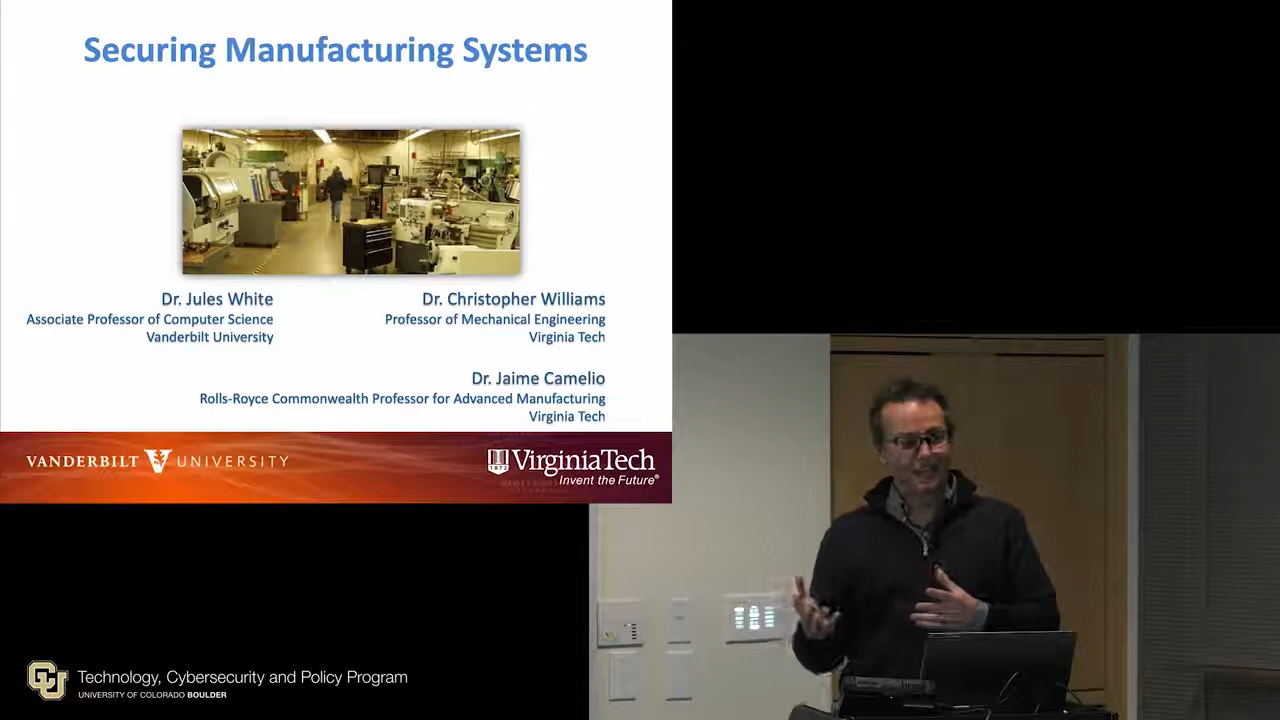 Securing Manufacturing Systems
Dr. Jules White
Associate Professor of Computer Science
Vanderbilt University
Dr. Christopher Williams
Professor of Mechanical Engineering
Virginia Tech
Dr. Jaime Camelio
Rolls-Royce Commonwealth Professor for Advanced Manufacturing
Virginia Tech
VANDERBILT V UNIVERSITY
1872
VirginiaTech
Invent the Future®
CU
Technology, Cybersecurity and Policy Program
UNIVERSITY OF COLORADO BOULDER